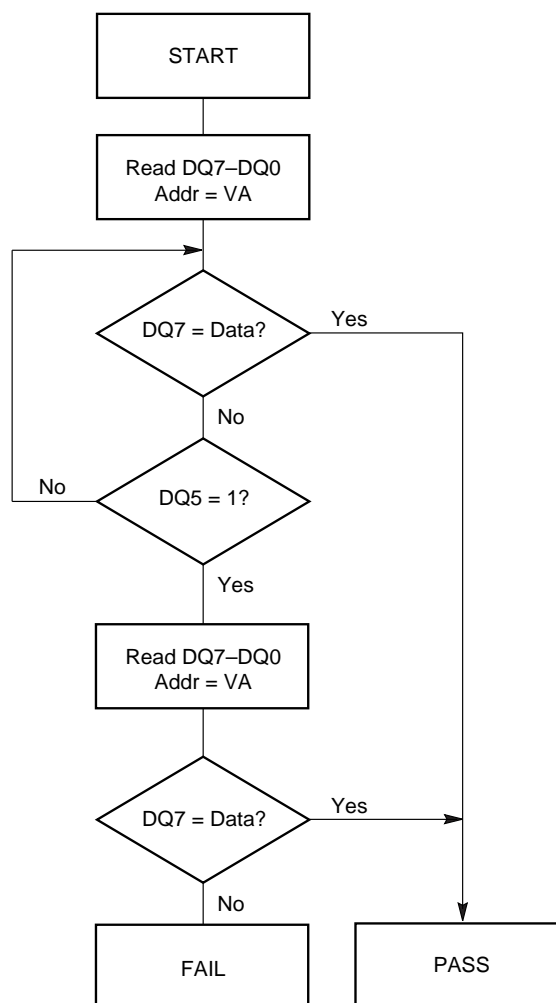 START
Read DQ7–DQ0
Addr = VA
DQ7 = Data?
Yes
No
No
DQ5 = 1?
Yes
Read DQ7–DQ0
Addr = VA
DQ7 = Data?
Yes
No
FAIL
PASS